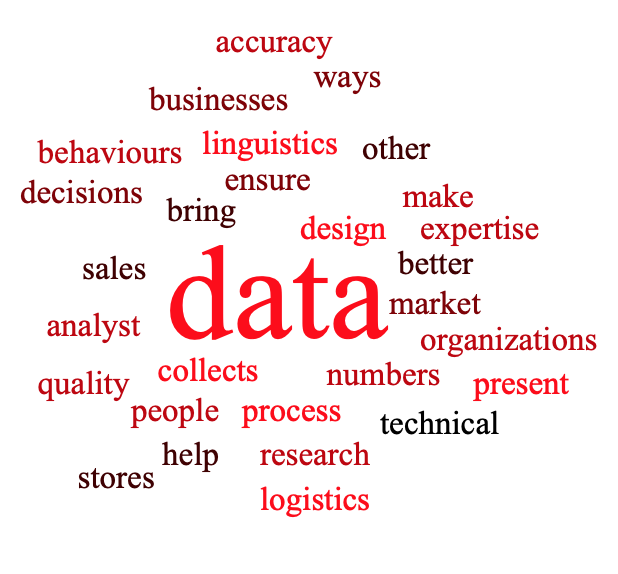 accuracy
ways
businesses
linguistics
other
behaviours
ensure
decisions
make
bring
design
expertise
better
sales
data
market
analyst
organizations
collects
numbers
quality
present
people
process
technical
help
research
stores
logistics